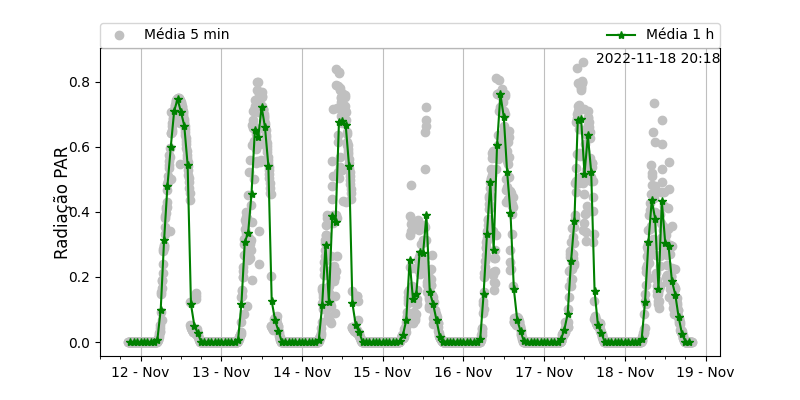 Média 5 min
Média 1 h
2022-11-18 20:18
Radiação PAR
0.8
0.6
0.4
0.2
0.0
12 - Nov
13 - Nov
14 - Nov
15 - Nov
16 - Nov
17 - Nov
18 - Nov
19 - Nov